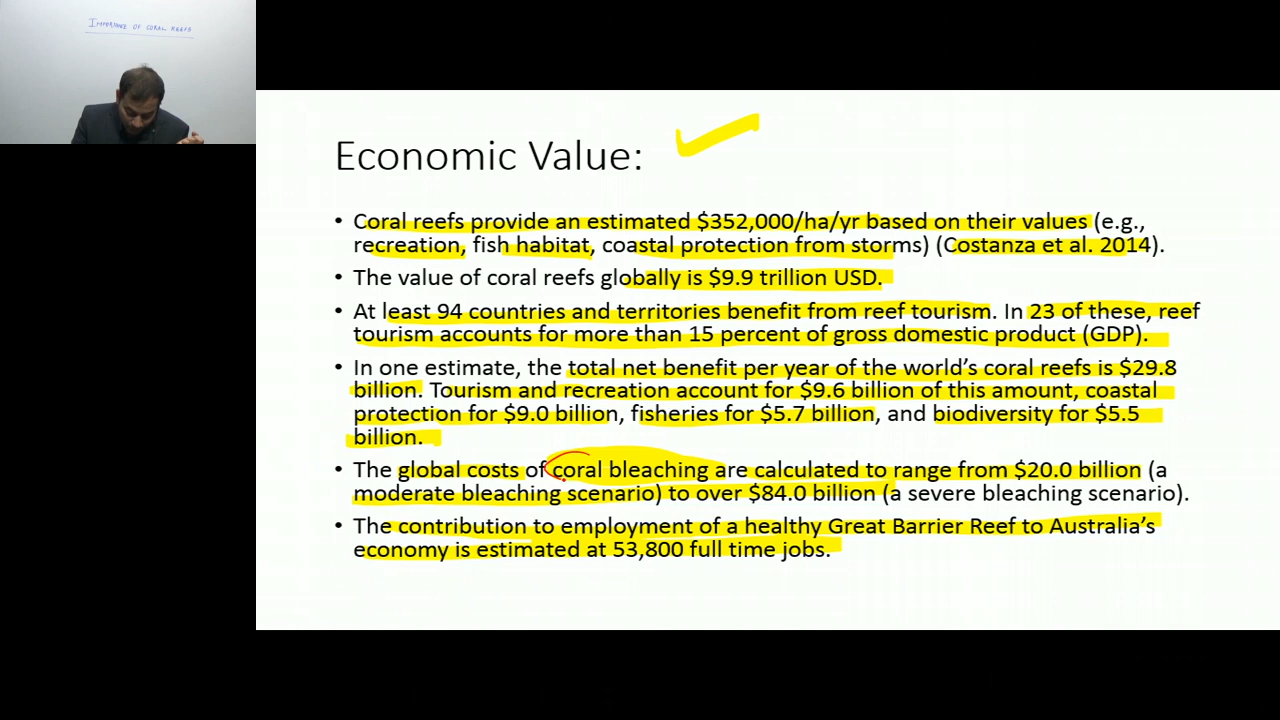 IMPORTANCE OF CORAL REEFS
Economic Value:
• Coral reefs provide an estimated $352,000/ha/yr based on their values (e.g.,
recreation, fish habitat, coastal protection from storms) (Costanza et al. 2014).
• The value of coral reefs globally is $9.9 trillion USD.
• At least 94 countries and territories benefit from reef tourism. In 23 of these, reef
tourism accounts for more than 15 percent of gross domestic product (GDP).
• In one estimate, the total net benefit per year of the world’s coral reefs is $29.8
billion. Tourism and recreation account for $9.6 billion of this amount, coastal
protection for $9.0 billion, fisheries for $5.7 billion, and biodiversity for $5.5
billion.
• The global costs of coral bleaching are calculated to range from $20.0 billion (a
moderate bleaching scenario) to over $84.0 billion (a severe bleaching scenario).
• The contribution to employment of a healthy Great Barrier Reef to Australia’s
economy is estimated at 53,800 full time jobs.